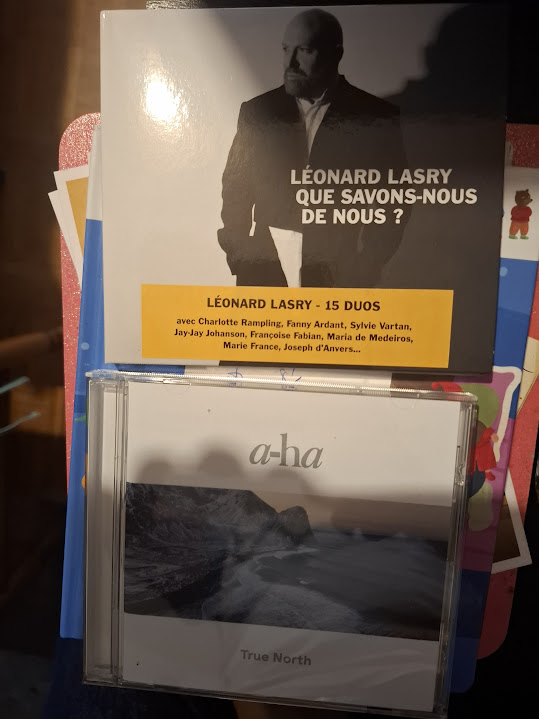 LÉONARD LASRY
QUE SAVONS-NOUS
DE NOUS ?
LÉONARD LASRY - 15 DUOS
avec Charlotte Rampling, Fanny Ardant, Sylvie Vartan,
Jay-Jay Johanson, Françoise Fabian, Maria de Medeiros,
Marie France, Joseph d'Anvers...
a-ha
True North